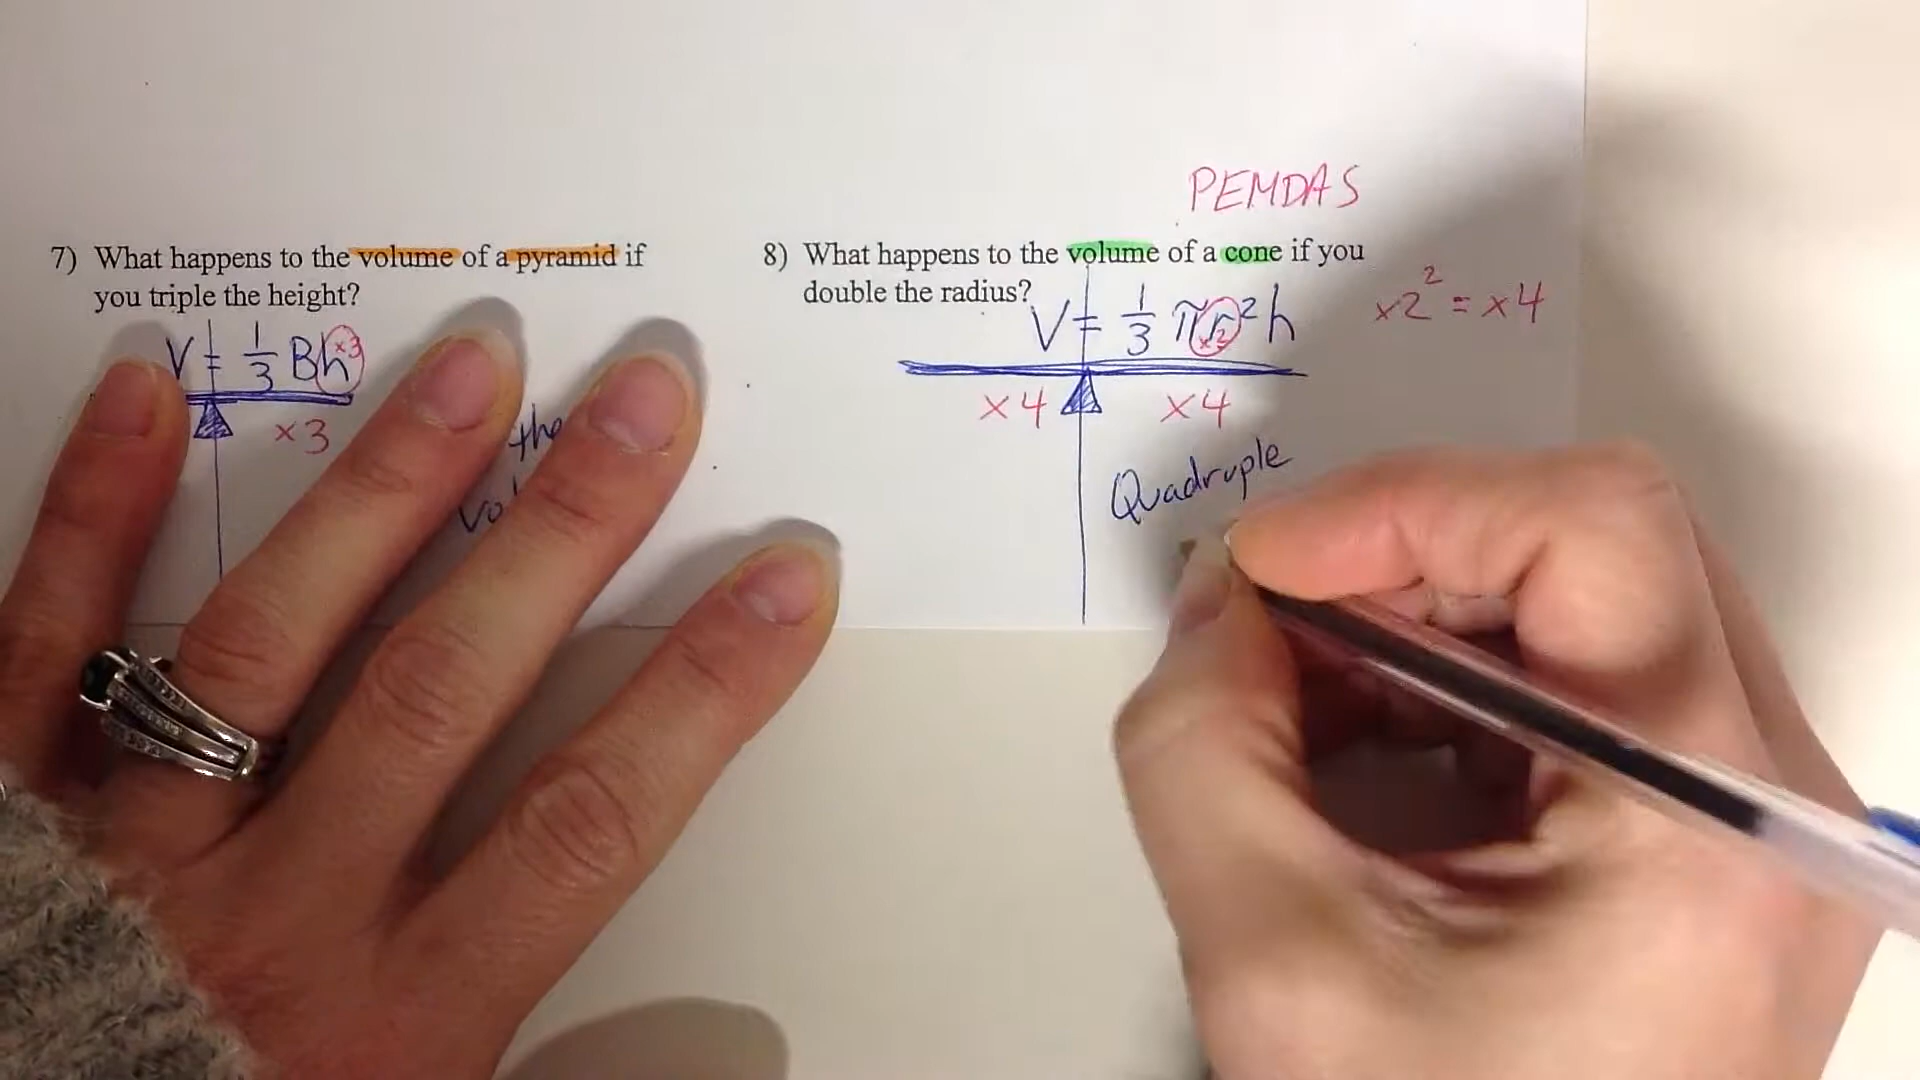 PEMDAS
7) What happens to the volume of a pyramid if
you triple the height?
V = 1/3 Bh ×3
×3
the
8) What happens to the volume of a cone if you
double the radius?
V = 1/3 πr²h ×2
×2² = ×4
×4 ×4
Quadruple